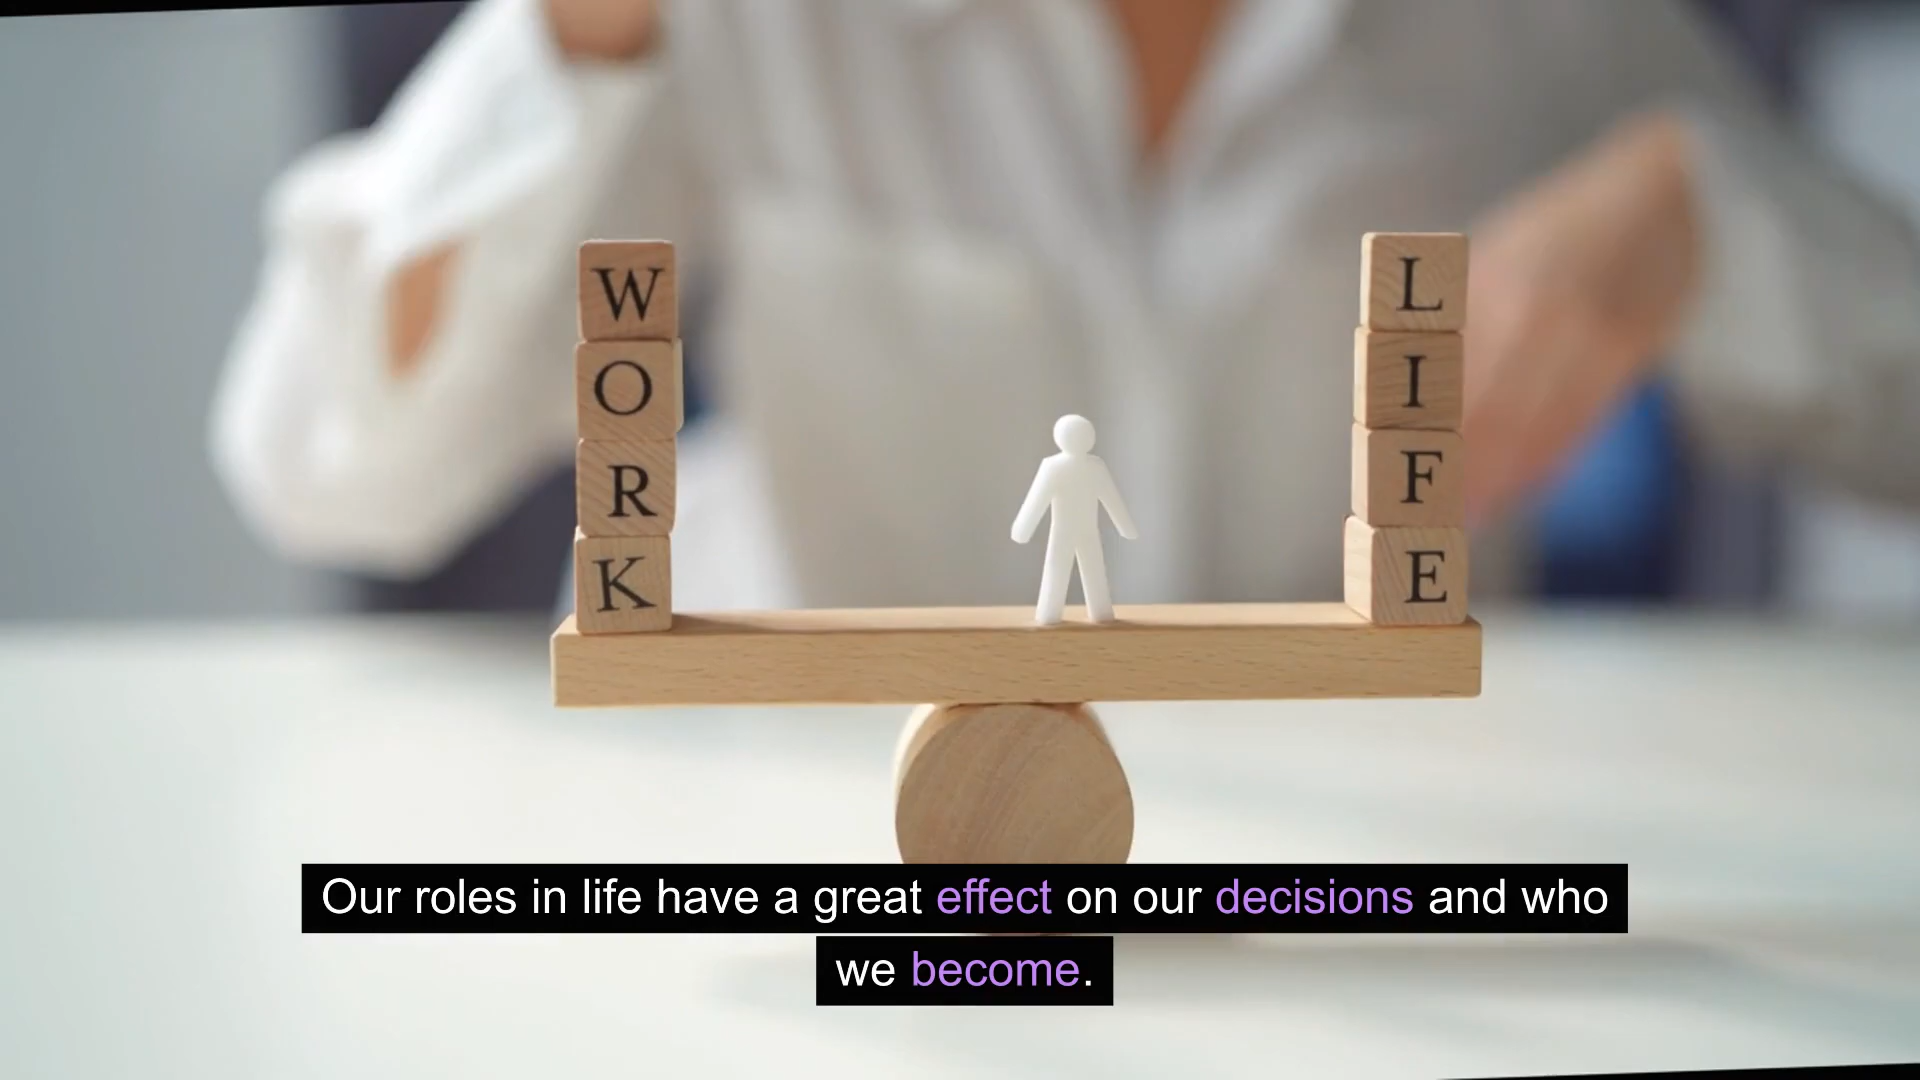 WORK
LIFE
Our roles in life have a great effect on our decisions and who
we become.